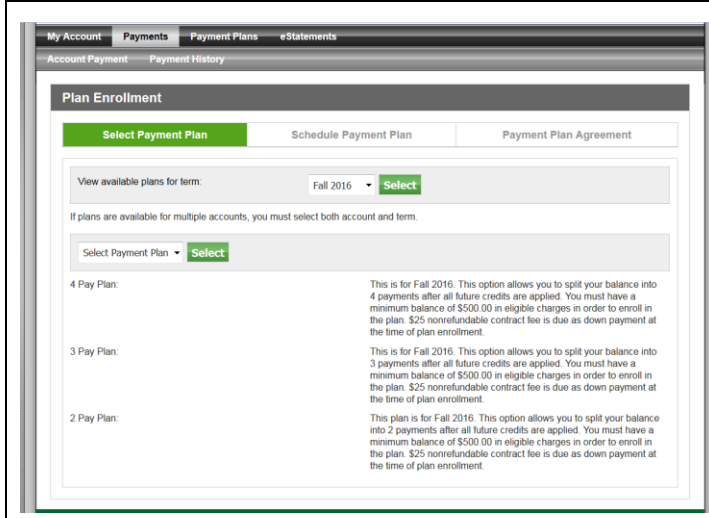 My Account Payments Payment Plans eStatements
Account Payment Payment History
Plan Enrollment
Select Payment Plan Schedule Payment Plan Payment Plan Agreement
View available plans for term: Fall 2016 Select
If plans are available for multiple accounts, you must select both account and term.
Select Payment Plan Select
4 Pay Plan: This is for Fall 2016. This option allows you to split your balance into
4 payments after all future credits are applied. You must have a
minimum balance of $500.00 in eligible charges in order to enroll in
the plan. $25 nonrefundable contract fee is due as down payment at
the time of plan enrollment.
3 Pay Plan: This is for Fall 2016. This option allows you to split your balance into
3 payments after all future credits are applied. You must have a
minimum balance of $500.00 in eligible charges in order to enroll in
the plan. $25 nonrefundable contract fee is due as down payment at
the time of plan enrollment.
2 Pay Plan: This plan is for Fall 2016. This option allows you to split your balance
into 2 payments after all future credits are applied. You must have a
minimum balance of $500.00 in eligible charges in order to enroll in
the plan. $25 nonrefundable contract fee is due as down payment at
the time of plan enrollment.